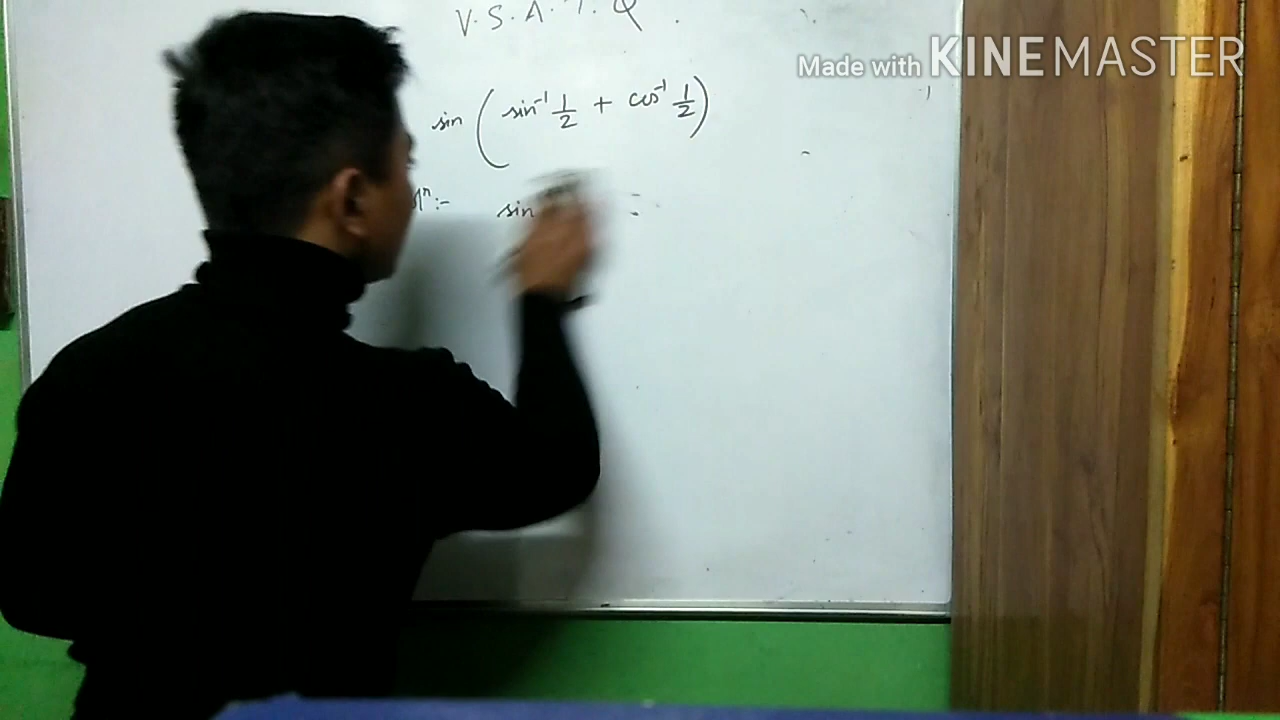 V.S.A.T.Q.
Made with KINEMASTER
sin (sin⁻¹ 1/2 + cos⁻¹ 1/2)
ⁿ:- sin =